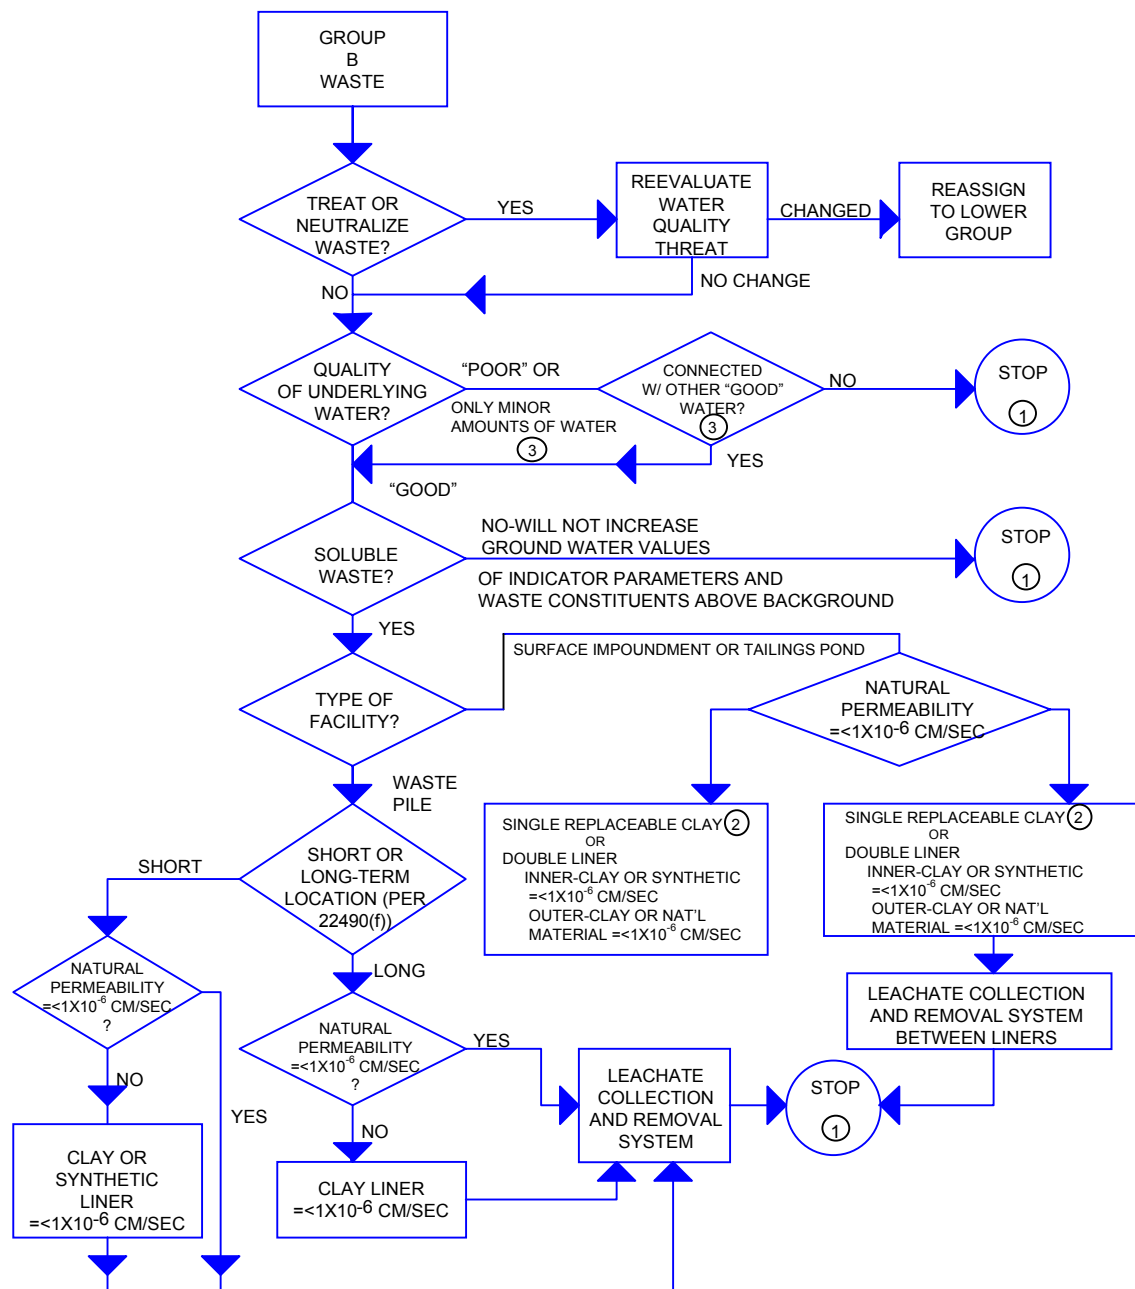 GROUP
B
WASTE
TREAT OR
NEUTRALIZE
WASTE?
YES
REEVALUATE
WATER
QUALITY
THREAT
CHANGED
REASSIGN
TO LOWER
GROUP
NO
NO CHANGE
QUALITY
OF UNDERLYING
WATER?
“POOR” OR
ONLY MINOR
AMOUNTS OF WATER
3
CONNECTED
W/ OTHER “GOOD”
WATER?
3
NO
STOP
1
YES
“GOOD”
SOLUBLE
WASTE?
NO-WILL NOT INCREASE
GROUND WATER VALUES
OF INDICATOR PARAMETERS AND
WASTE CONSTITUENTS ABOVE BACKGROUND
STOP
1
YES
TYPE OF
FACILITY?
SURFACE IMPOUNDMENT OR TAILINGS POND
NATURAL
PERMEABILITY
=<1X10-6 CM/SEC
WASTE
PILE
SINGLE REPLACEABLE CLAY 2
OR
DOUBLE LINER
INNER-CLAY OR SYNTHETIC
=<1X10-6 CM/SEC
OUTER-CLAY OR NAT'L
MATERIAL =<1X10-6 CM/SEC
SINGLE REPLACEABLE CLAY 2
OR
DOUBLE LINER
INNER-CLAY OR SYNTHETIC
=<1X10-6 CM/SEC
OUTER-CLAY OR NAT'L
MATERIAL =<1X10-6 CM/SEC
SHORT OR
LONG-TERM
LOCATION (PER
22490(f))
SHORT
LONG
NATURAL
PERMEABILITY
=<1X10-6 CM/SEC
?
NO
YES
NATURAL
PERMEABILITY
=<1X10-6 CM/SEC
?
YES
NO
LEACHATE COLLECTION
AND REMOVAL SYSTEM
BETWEEN LINERS
LEACHATE
COLLECTION
AND REMOVAL
SYSTEM
STOP
1
CLAY OR
SYNTHETIC
LINER
=<1X10-6 CM/SEC
CLAY LINER
=<1X10-6 CM/SEC